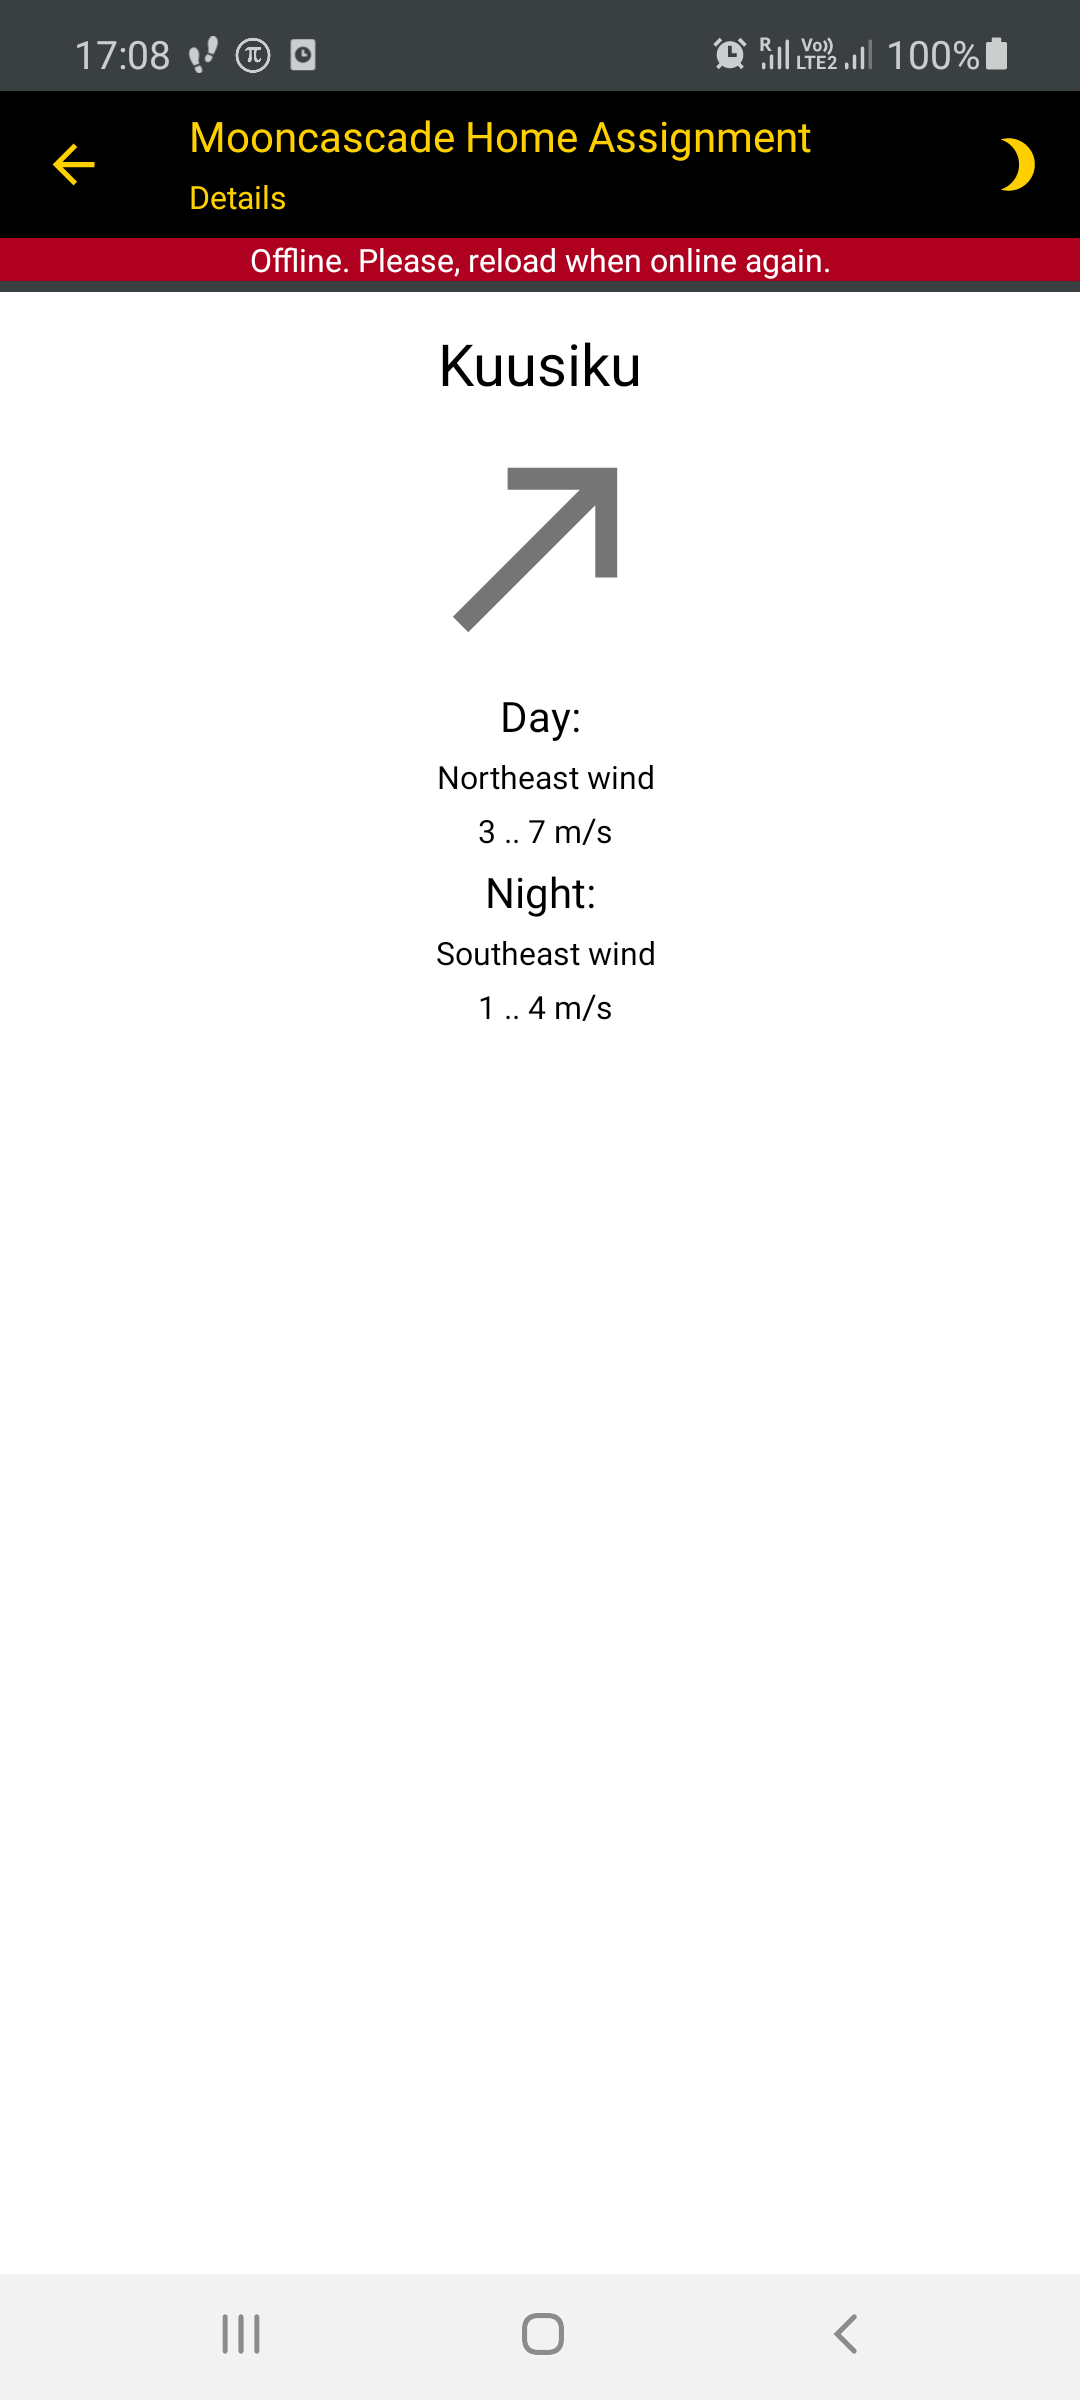 17:08
R Vo)) LTE2 100%
Mooncascade Home Assignment
Details
Offline. Please, reload when online again.
Kuusiku
Day:
Northeast wind
3 .. 7 m/s
Night:
Southeast wind
1 .. 4 m/s